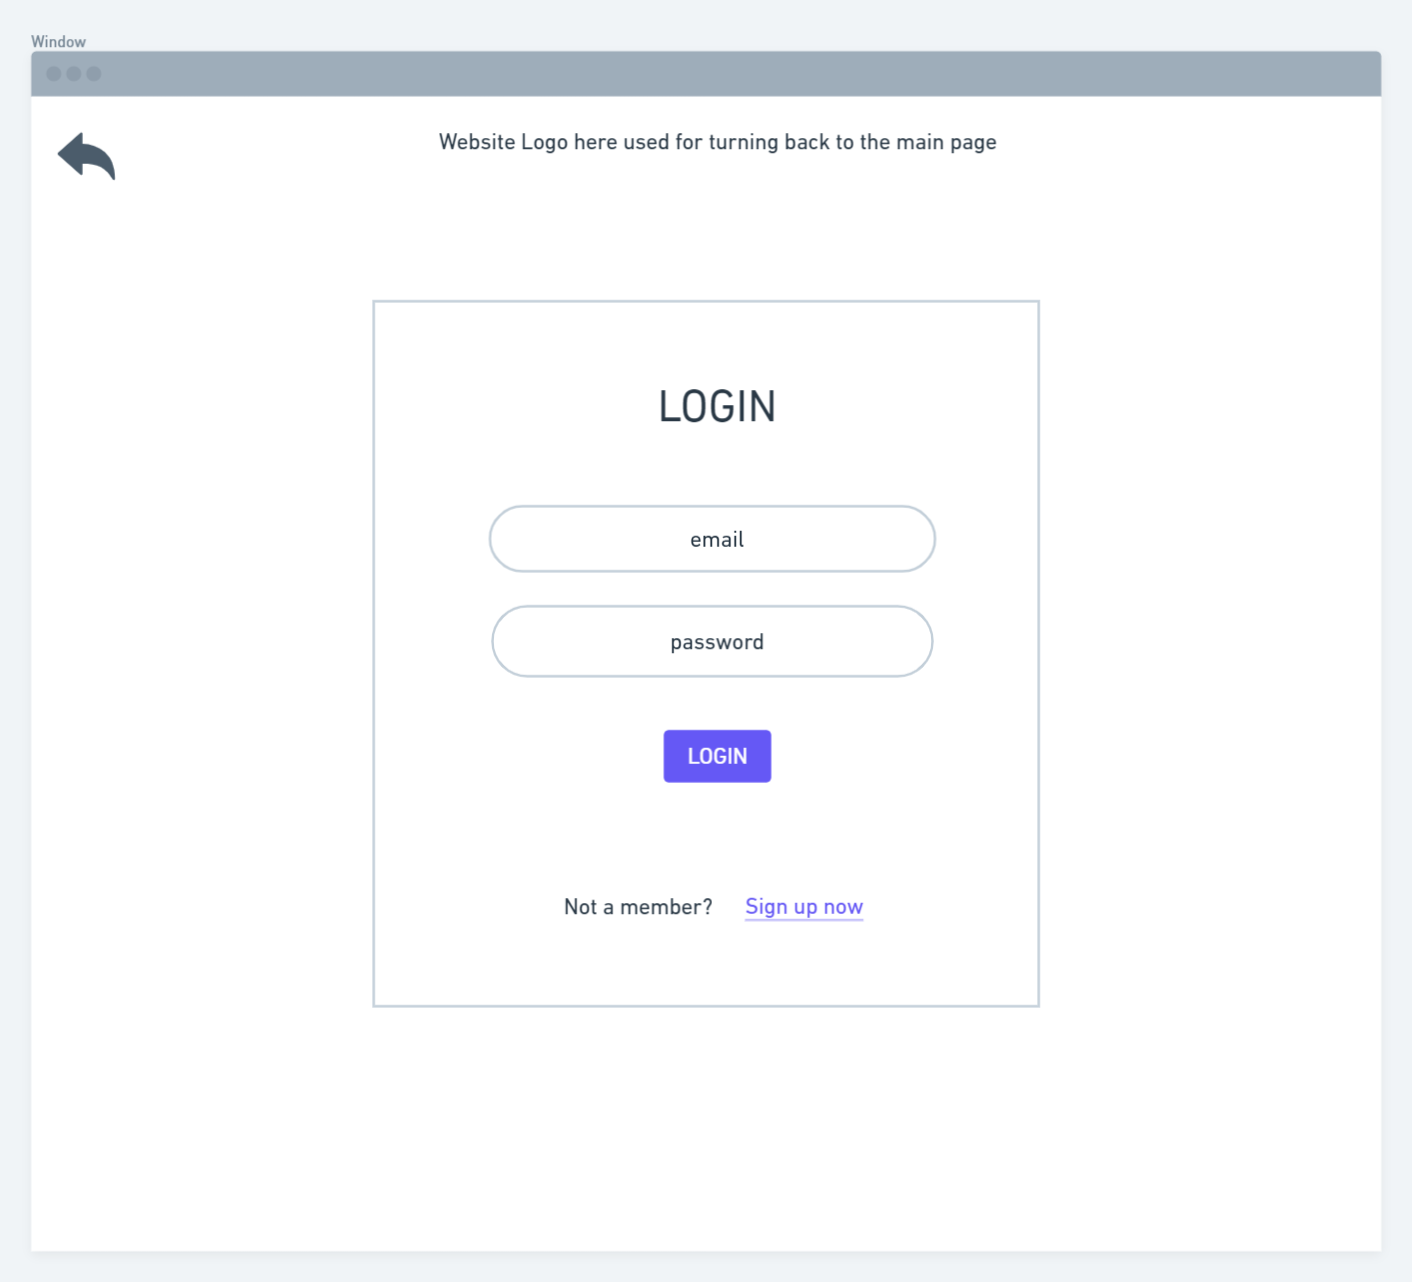 Window
Website Logo here used for turning back to the main page
LOGIN
email
password
LOGIN
Not a member? Sign up now